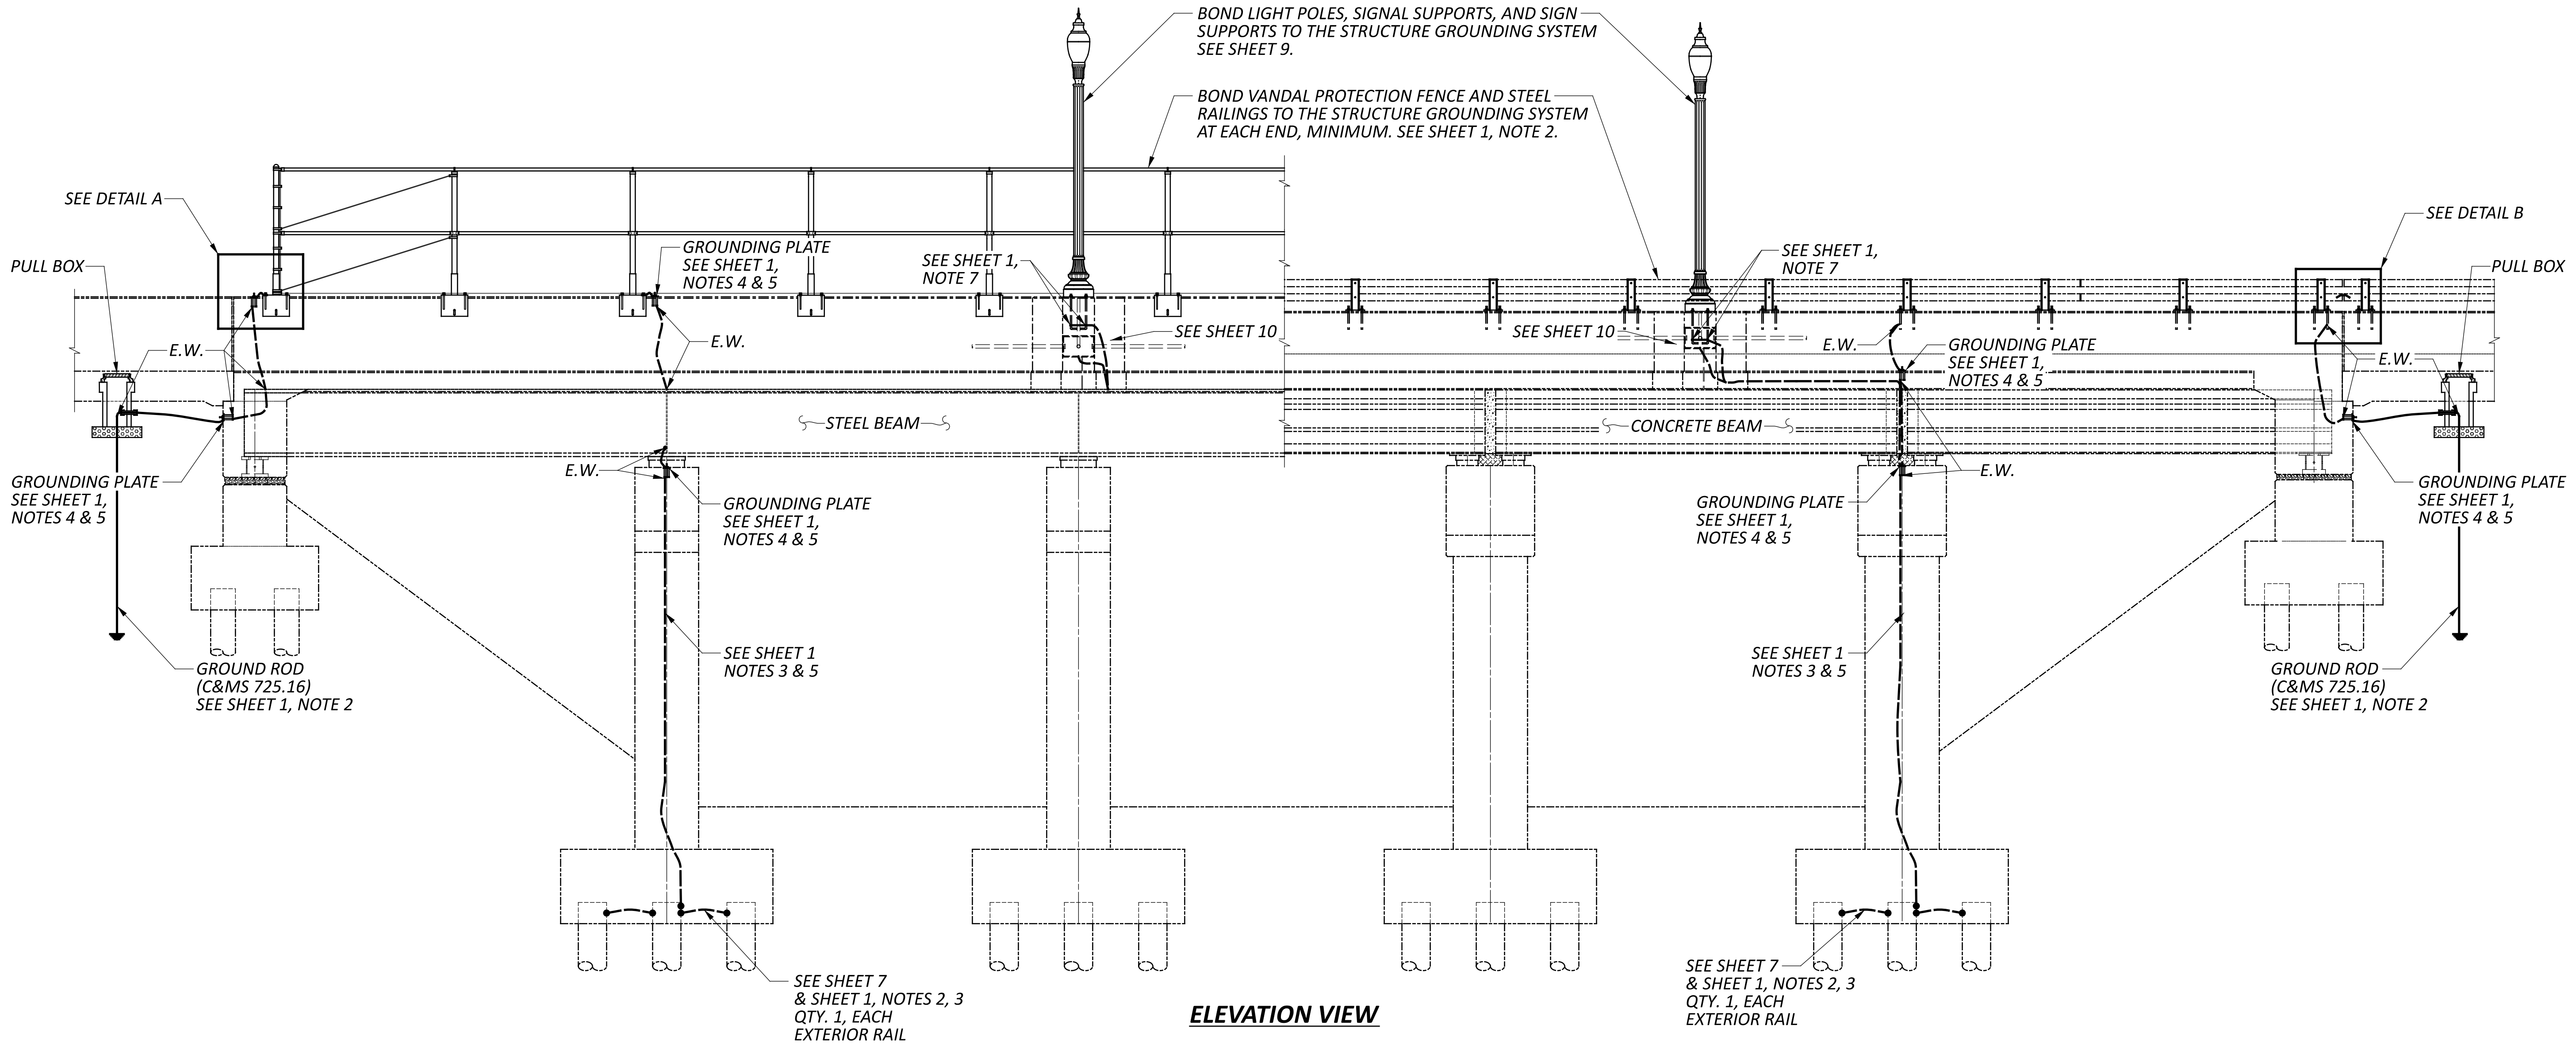 BOND LIGHT POLES, SIGNAL SUPPORTS, AND SIGN
SUPPORTS TO THE STRUCTURE GROUNDING SYSTEM
SEE SHEET 9.
BOND VANDAL PROTECTION FENCE AND STEEL
RAILINGS TO THE STRUCTURE GROUNDING SYSTEM
AT EACH END, MINIMUM. SEE SHEET 1, NOTE 2.
SEE DETAIL A
PULL BOX
GROUNDING PLATE
SEE SHEET 1,
NOTES 4 & 5
SEE SHEET 1,
NOTE 7
SEE SHEET 1,
NOTE 7
SEE DETAIL B
PULL BOX
E.W.
E.W.
SEE SHEET 10
SEE SHEET 10
E.W.
GROUNDING PLATE
SEE SHEET 1,
NOTES 4 & 5
E.W.
STEEL BEAM
CONCRETE BEAM
GROUNDING PLATE
SEE SHEET 1,
NOTES 4 & 5
E.W.
GROUNDING PLATE
SEE SHEET 1,
NOTES 4 & 5
GROUNDING PLATE
SEE SHEET 1,
NOTES 4 & 5
E.W.
GROUNDING PLATE
SEE SHEET 1,
NOTES 4 & 5
GROUND ROD
(C&MS 725.16)
SEE SHEET 1, NOTE 2
SEE SHEET 1
NOTES 3 & 5
SEE SHEET 1
NOTES 3 & 5
GROUND ROD
(C&MS 725.16)
SEE SHEET 1, NOTE 2
SEE SHEET 7
& SHEET 1, NOTES 2, 3
QTY. 1, EACH
EXTERIOR RAIL
SEE SHEET 7
& SHEET 1, NOTES 2, 3
QTY. 1, EACH
EXTERIOR RAIL
ELEVATION VIEW